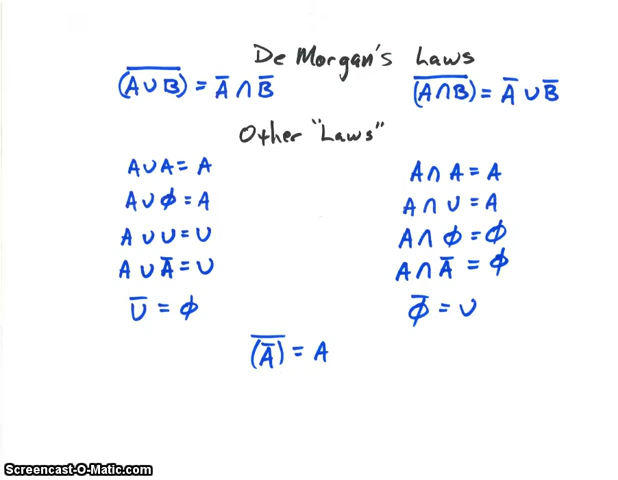 De Morgan's Laws
(A̅ ∪̅ B̅) = A̅ ∩ B̅ (A̅ ∩̅ B̅) = A̅ ∪ B̅
Other "Laws"
A ∪ A = A A ∩ A = A
A ∪ ϕ = A A ∩ U = A
A ∪ U = U A ∩ ϕ = ϕ
A ∪ A̅ = U A ∩ A̅ = ϕ
U̅ = ϕ ϕ̅ = U
(̅A̅)̅ = A
Screencast-O-Matic.com